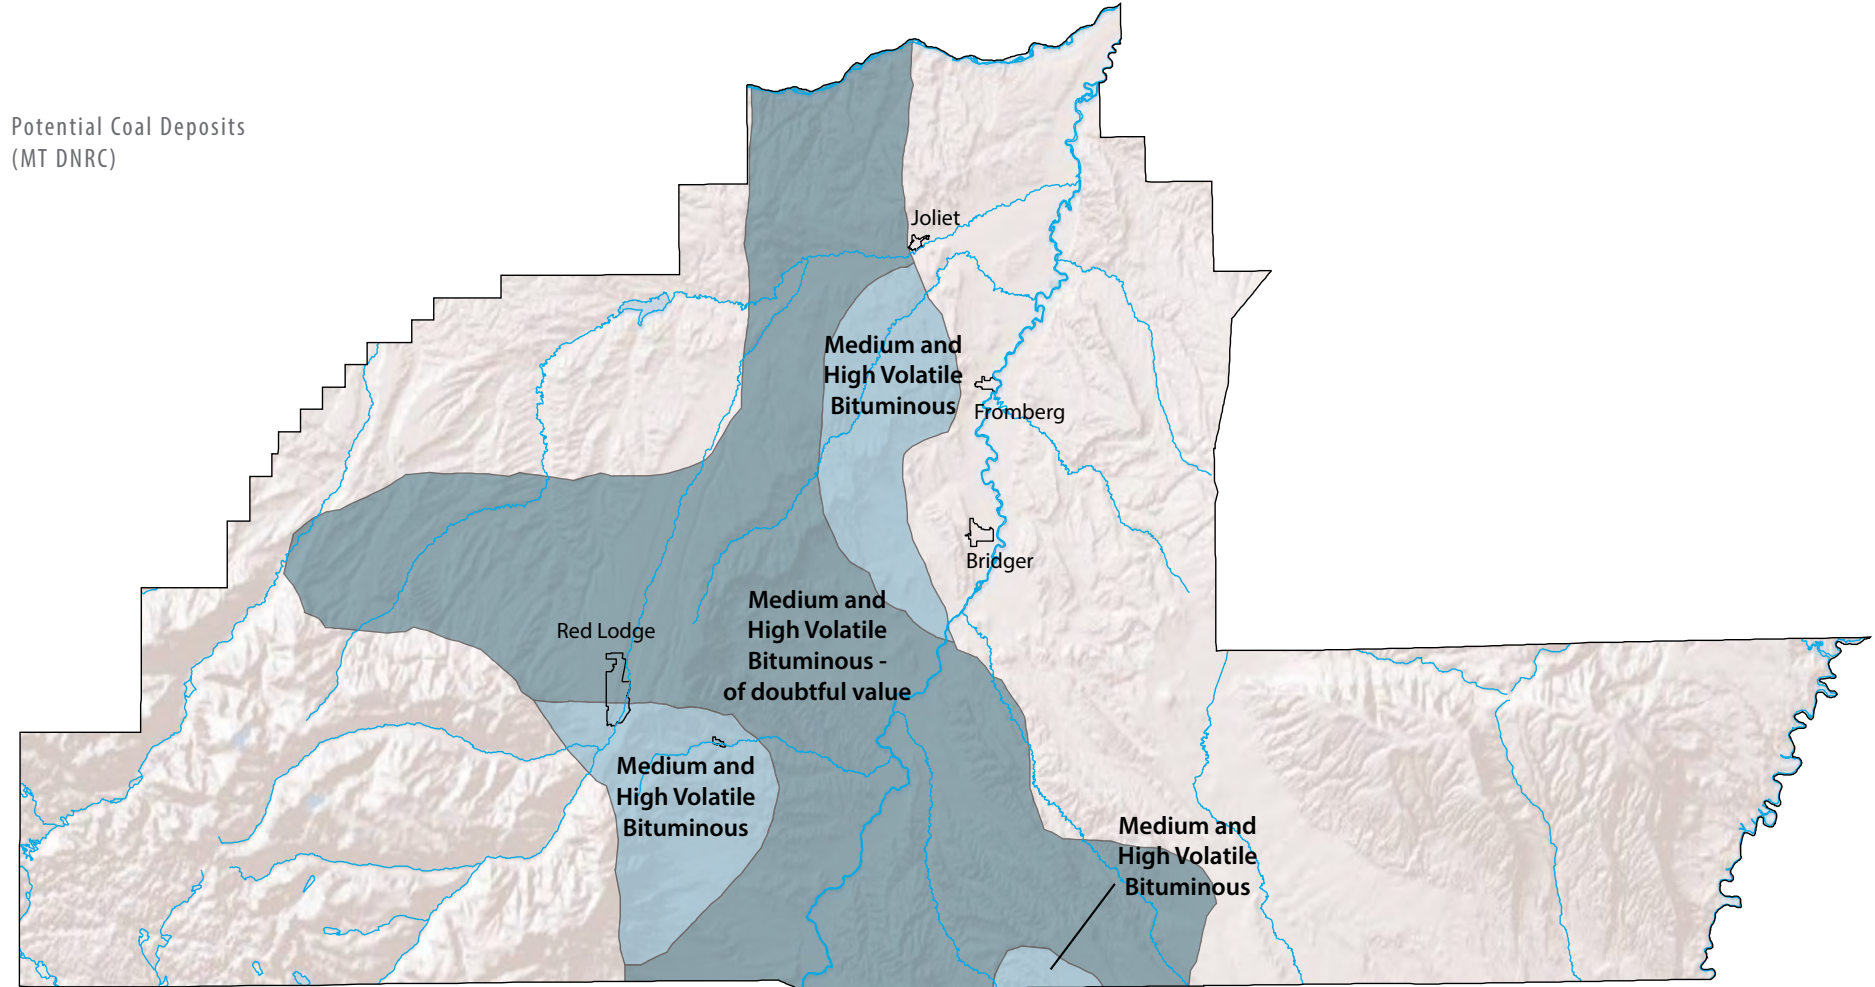 Potential Coal Deposits
(MT DNRC)
Joliet
Medium and
High Volatile
Bituminous
Fromberg
Bridger
Medium and
High Volatile
Bituminous -
of doubtful value
Red Lodge
Medium and
High Volatile
Bituminous
Medium and
High Volatile
Bituminous